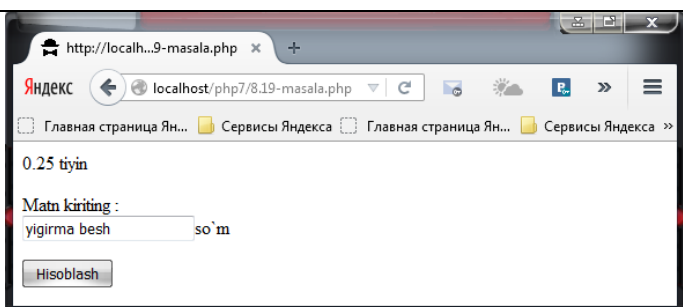 http://localh...9-masala.php × +
Яндекс localhost/php7/8.19-masala.php »
Главная страница Ян... Сервисы Яндекса Главная страница Ян... Сервисы Яндекса »
0.25 tiyin
Matn kiriting :
yigirma besh so`m
Hisoblash